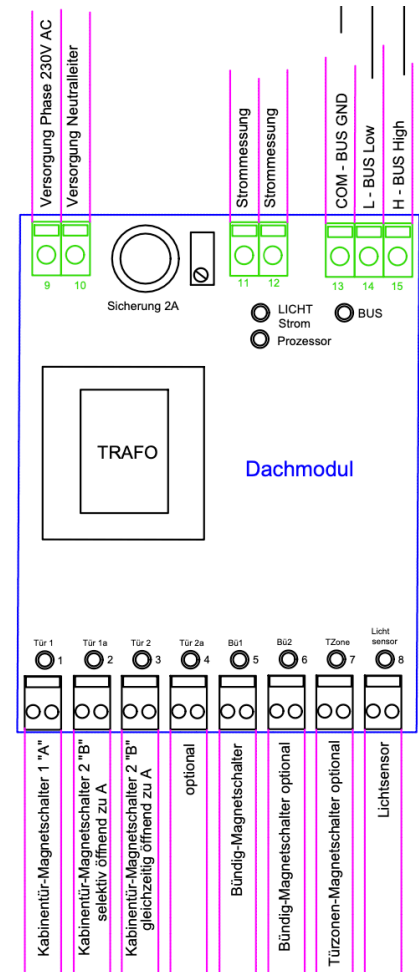 Versorgung Phase 230V AC
Versorgung Neutralleiter
Strommessung
Strommessung
COM - BUS GND
L - BUS Low
H - BUS High
9
10
11
12
13
14
15
Sicherung 2A
LICHT
Strom
BUS
Prozessor
TRAFO
Dachmodul
Tür 1
Tür 1a
Tür 2
Tür 2a
Bü1
Bü2
TZone
Licht
sensor
1
2
3
4
5
6
7
8
Kabinentür-Magnetschalter 1 "A"
Kabinentür-Magnetschalter 2 "B"
selektiv öffnend zu A
Kabinentür-Magnetschalter 2 "B"
gleichzeitig öffnend zu A
optional
Bündig-Magnetschalter
Bündig-Magnetschalter optional
Türzonen-Magnetschalter optional
Lichtsensor